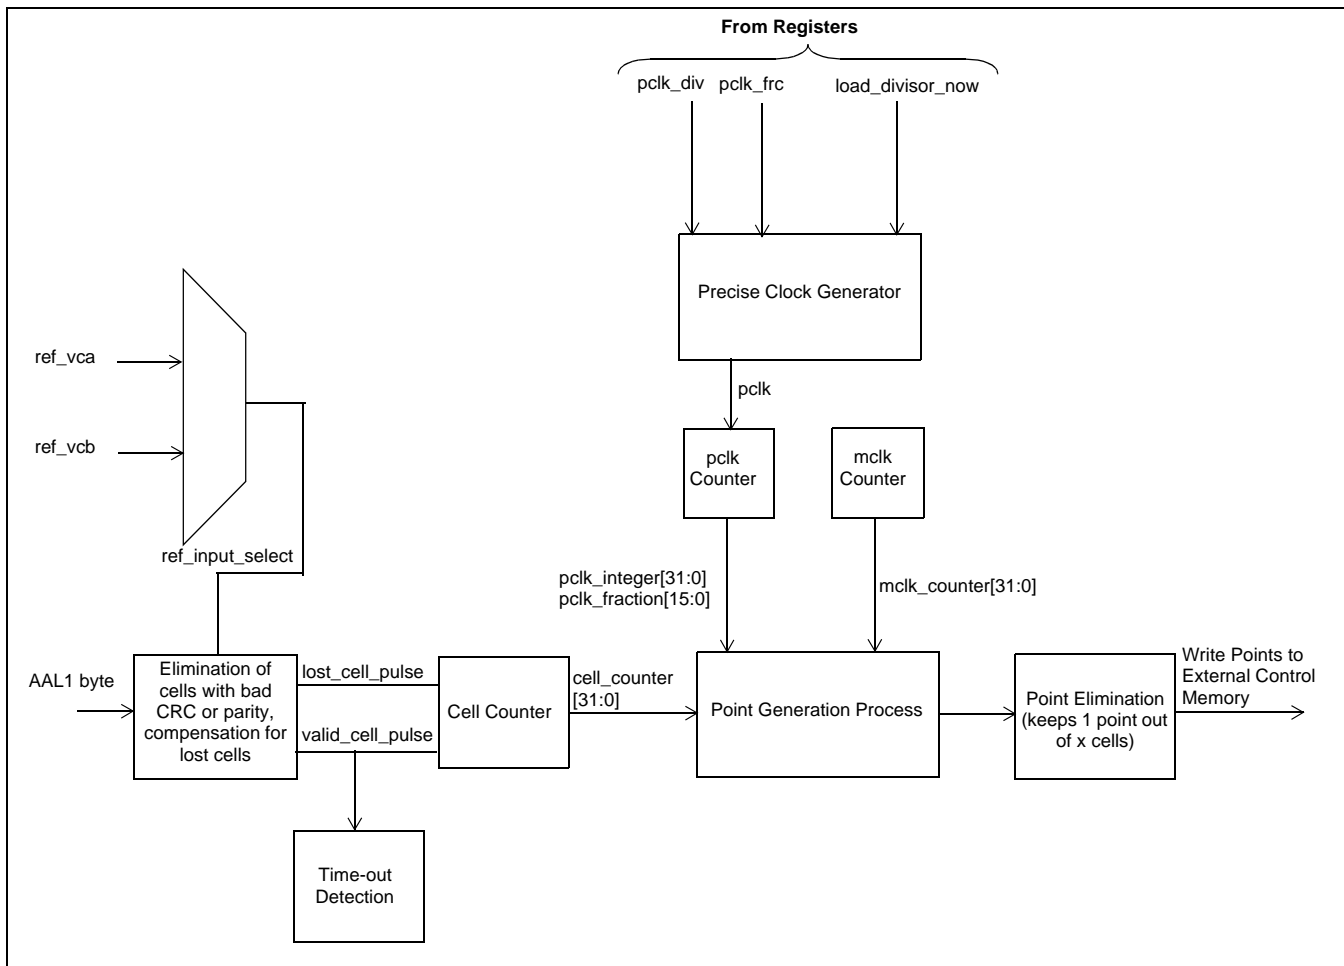 From Registers
pclk_div
pclk_frc
load_divisor_now
Precise Clock Generator
ref_vca
pclk
ref_vcb
pclk
Counter
mclk
Counter
ref_input_select
pclk_integer[31:0]
pclk_fraction[15:0]
mclk_counter[31:0]
AAL1 byte
Elimination of
cells with bad
CRC or parity,
compensation for
lost cells
lost_cell_pulse
valid_cell_pulse
Cell Counter
cell_counter
[31:0]
Point Generation Process
Point Elimination
(keeps 1 point out
of x cells)
Write Points to
External Control
Memory
Time-out
Detection